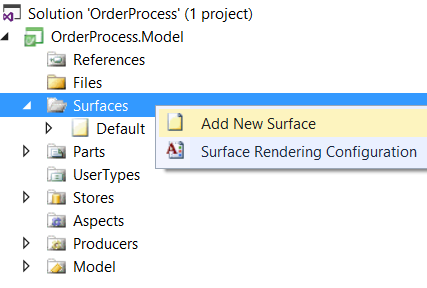 Solution 'OrderProcess' (1 project)
OrderProcess.Model
References
Files
Surfaces
Add New Surface
Default
Surface Rendering Configuration
Parts
UserTypes
Stores
Aspects
Producers
Model